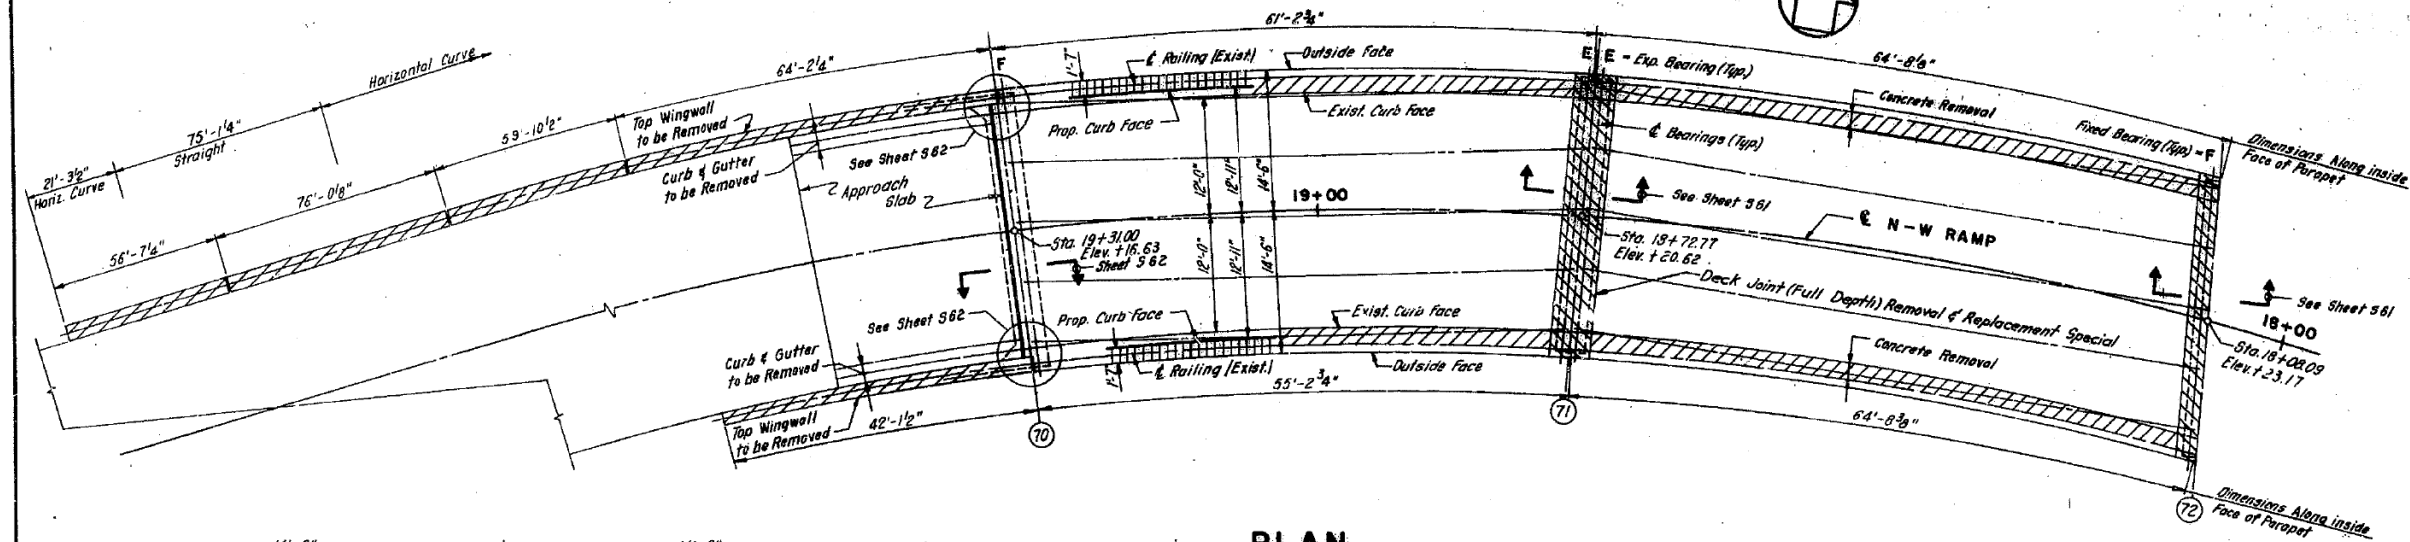 61'-2¾"
Horizontal Curve
64'-2¼"
F
1'-7"
℄ Railing (Exist.)
Outside Face
E
E = Exp. Bearing (Typ.)
64'-8⅛"
75'-1¼"
Straight
59'-10½"
Top Wingwall
to be Removed
Prop. Curb Face
Exist. Curb Face
Concrete Removal
℄ Bearings (Typ.)
Fixed Bearing (Typ.) = F
Dimensions Along inside
Face of Parapet
21'-3½"
Horiz. Curve
76'-0⅛"
Curb & Gutter
to be Removed
See Sheet S62
Approach
Slab
12'-0"
12'-11"
14'-6"
19+00
See Sheet S61
℄ N-W RAMP
56'-7¼"
Sta. 19+31.00
Elev. +16.63
Sheet S62
12'-0"
12'-11"
14'-6"
Sta. 18+72.77
Elev. +20.62
Deck Joint (Full Depth) Removal & Replacement Special
See Sheet S61
18+00
See Sheet S62
Prop. Curb Face
Exist. Curb Face
Concrete Removal
Sta. 18+08.09
Elev. +23.17
Curb & Gutter
to be Removed
1'-7"
℄ Railing (Exist.)
Outside Face
55'-2¾"
Top Wingwall
to be Removed
42'-1½"
70
71
64'-8⅜"
72
Dimensions Along inside
Face of Parapet
PLAN